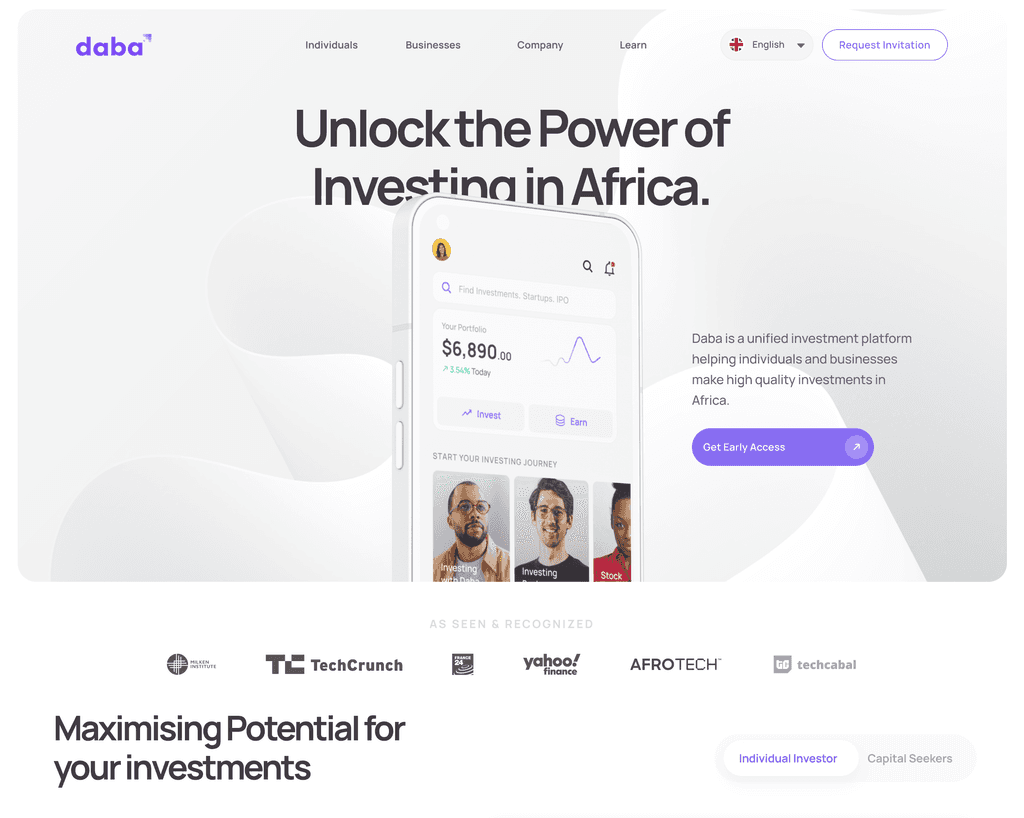 daba
Individuals
Businesses
Company
Learn
English
Request Invitation
Unlock the Power of
Investing in Africa.
Find Investments, Startups, IPO
Your Portfolio
$6,890.00
3.54% Today
Invest
Earn
START YOUR INVESTING JOURNEY
Investing
with Daba
Investing
Stock
Daba is a unified investment platform
helping individuals and businesses
make high quality investments in
Africa.
Get Early Access
AS SEEN & RECOGNIZED
MILKEN
INSTITUTE
TC TechCrunch
FRANCE
24
yahoo!
finance
AFROTECH™
tc techcabal
Maximising Potential for
your investments
Individual Investor
Capital Seekers